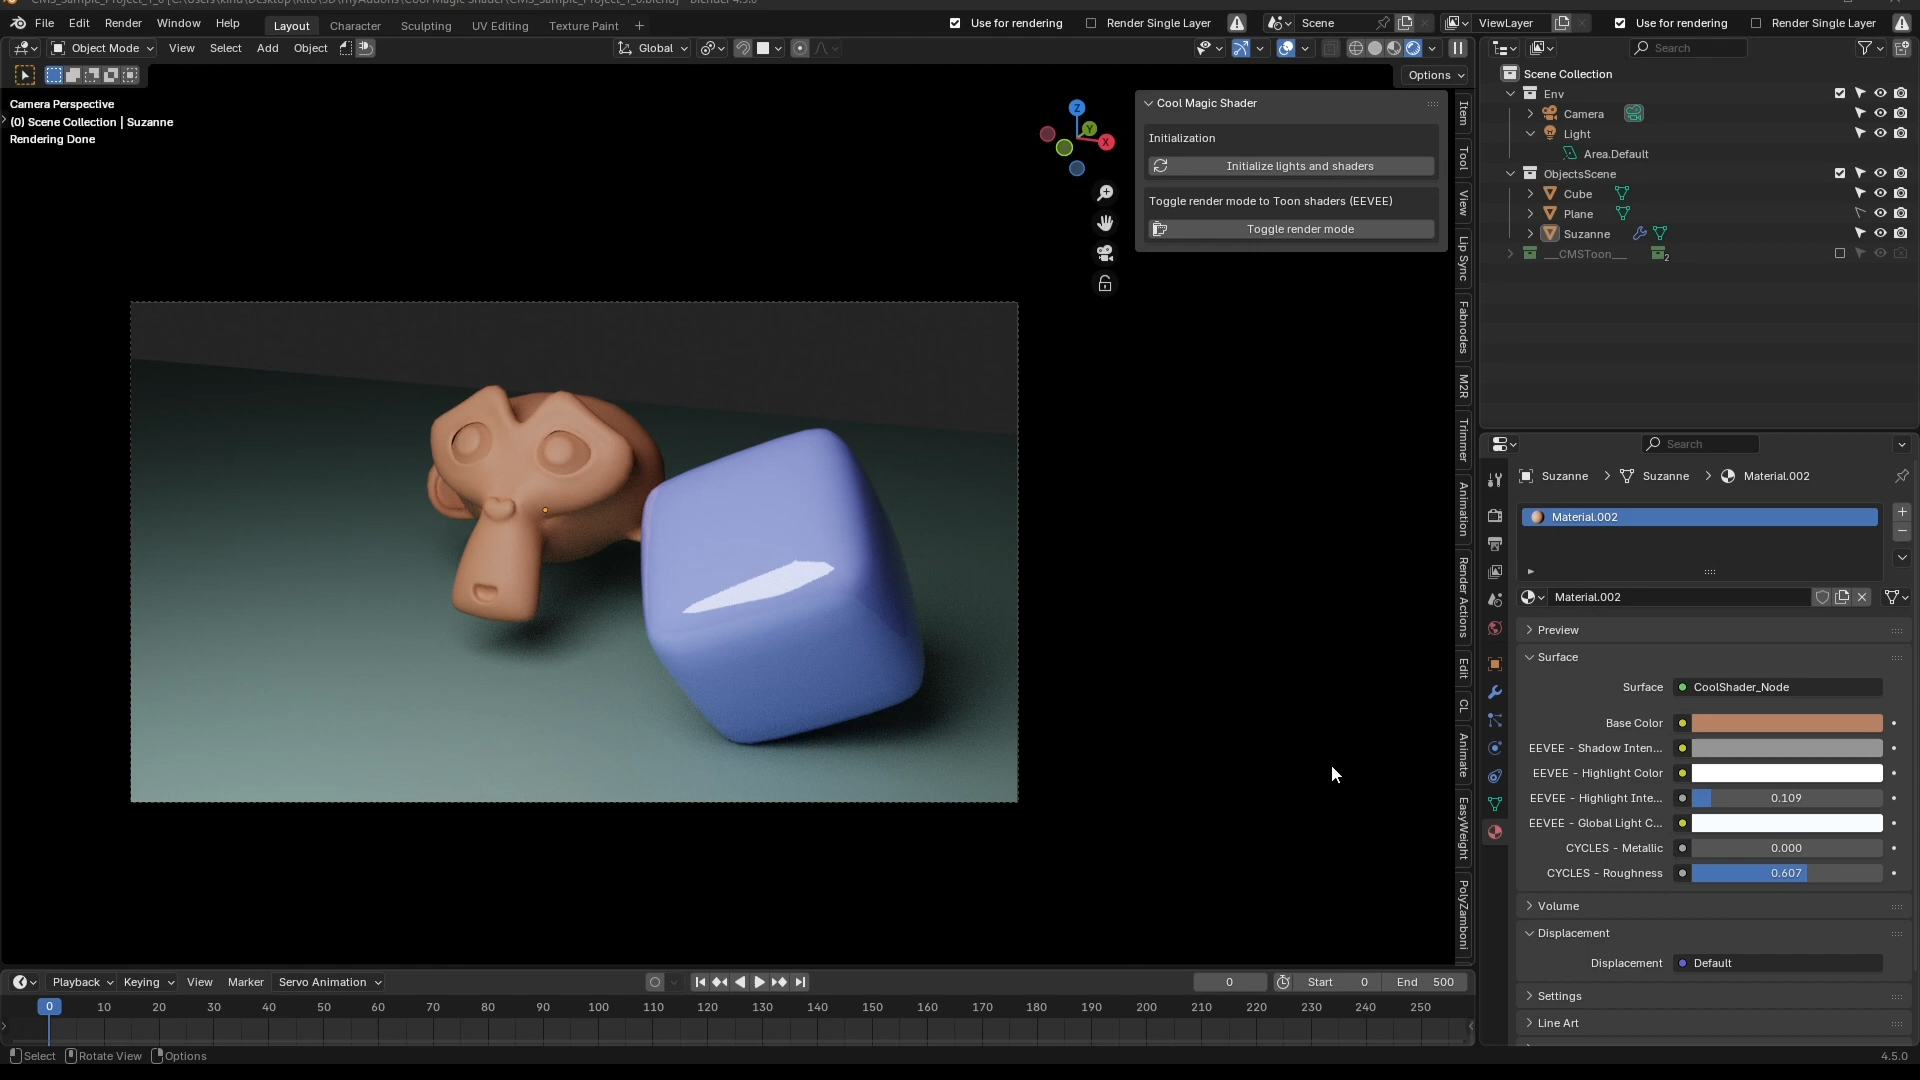 File Edit Render Window Help Layout Character Sculpting UV Editing Texture Paint + Use for rendering Render Single Layer Scene ViewLayer Use for rendering Render Single Layer
Object Mode View Select Add Object Global
Options
Camera Perspective
(0) Scene Collection | Suzanne
Rendering Done
Z
Y
X
Cool Magic Shader
Initialization
Initialize lights and shaders
Toggle render mode to Toon shaders (EEVEE)
Toggle render mode
Item
Tool
View
Lip Sync
Fabnodes
M2R
Trimmer
Animation
Render Actions
Edit
CL
Animate
EasyWeight
PolyZamboni
Search
Scene Collection
Env
Camera
Light
Area.Default
ObjectsScene
Cube
Plane
Suzanne
__CMSToon__ 2
Search
Suzanne > Suzanne > Material.002
Material.002
Material.002
Preview
Surface
Surface CoolShader_Node
Base Color
EEVEE - Shadow Inten...
EEVEE - Highlight Color
EEVEE - Highlight Inte... 0.109
EEVEE - Global Light C...
CYCLES - Metallic 0.000
CYCLES - Roughness 0.607
Volume
Displacement
Displacement Default
Settings
Line Art
Playback Keying View Marker Servo Animation 0 Start 0 End 500
0 10 20 30 40 50 60 70 80 90 100 110 120 130 140 150 160 170 180 190 200 210 220 230 240 250
Select Rotate View Options 4.5.0